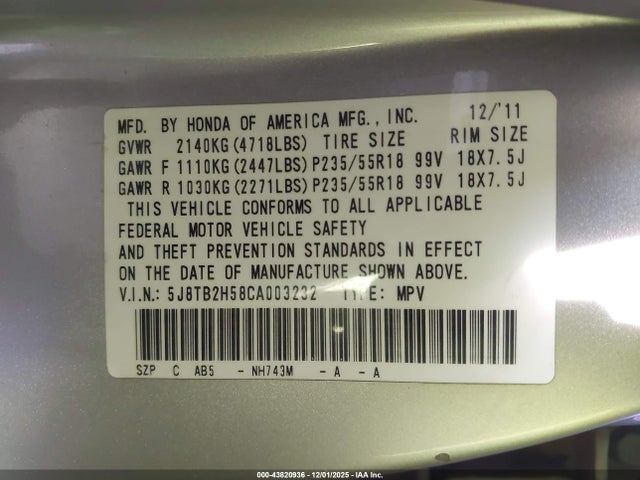 MFD. BY HONDA OF AMERICA MFG., INC. 12/'11
GVWR 2140KG(4718LBS) TIRE SIZE RIM SIZE
GAWR F 1110KG(2447LBS)P235/55R18 99V 18X7.5J
GAWR R 1030KG(2271LBS)P235/55R18 99V 18X7.5J
THIS VEHICLE CONFORMS TO ALL APPLICABLE
FEDERAL MOTOR VEHICLE SAFETY
AND THEFT PREVENTION STANDARDS IN EFFECT
ON THE DATE OF MANUFACTURE SHOWN ABOVE.
V.I.N.: 5J8TB2H58CA003232 TYPE: MPV
SZP C AB5 - NH743M - A - A
000-43820936 - 12/01/2025 - IAA Inc.